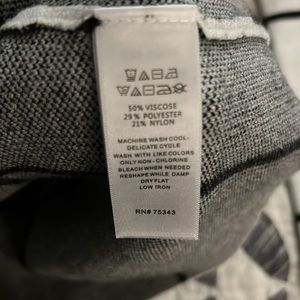 50% VISCOSE
29% POLYESTER
21% NYLON
MACHINE WASH COOL-
DELICATE CYCLE
WASH WITH LIKE COLORS
ONLY NON-CHLORINE
BLEACH WHEN NEEDED
RESHAPE WHILE DAMP
DRY FLAT
LOW IRON
RN# 75343